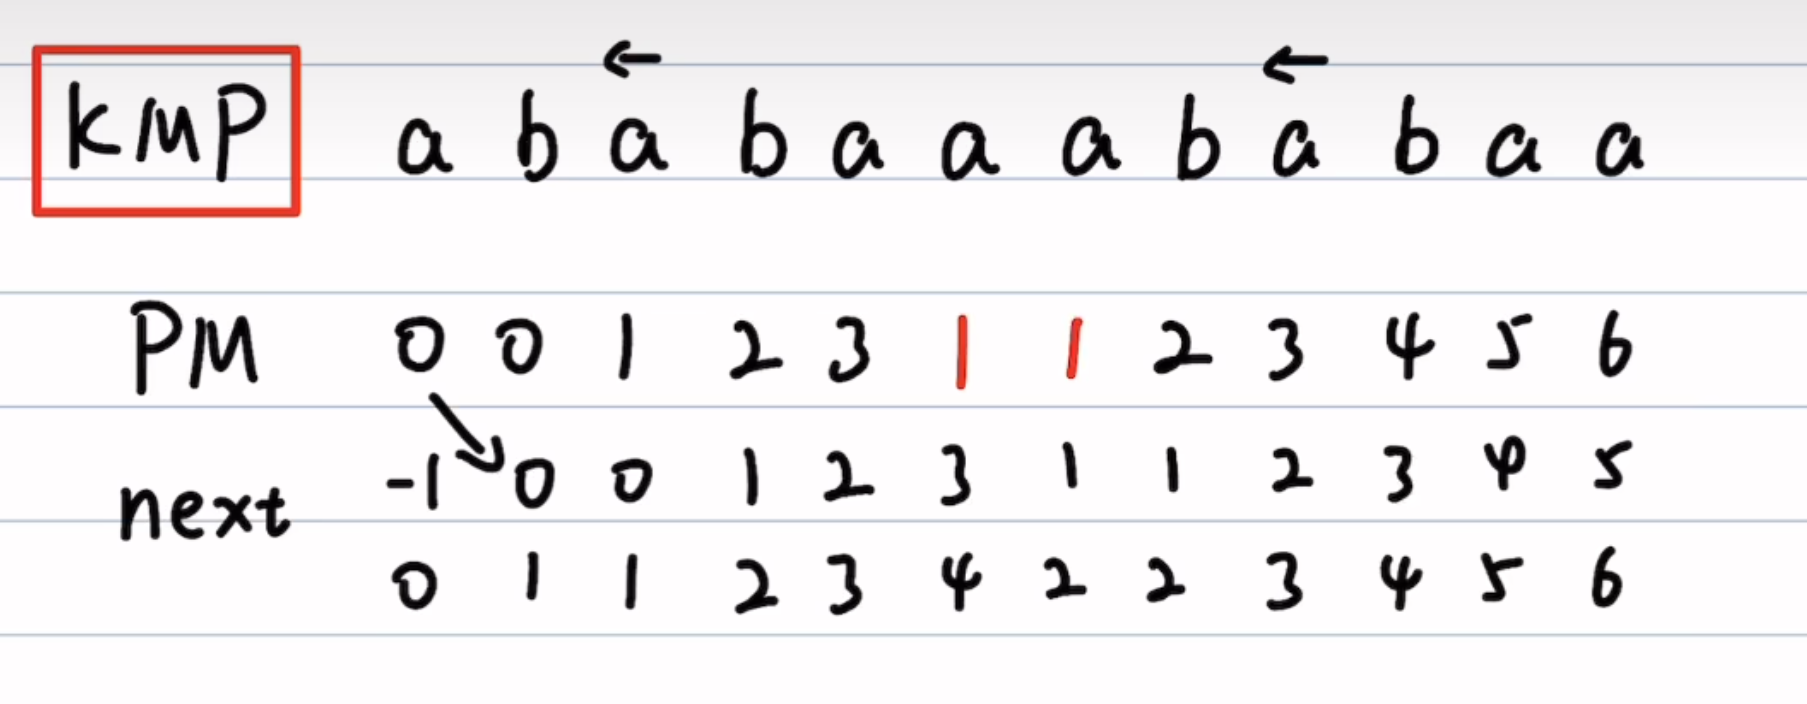 KMP a b a b a a a b a b a a
PM 0 0 1 2 3 1 1 2 3 4 5 6
next -1 0 0 1 2 3 1 1 2 3 4 5
0 1 1 2 3 4 2 2 3 4 5 6